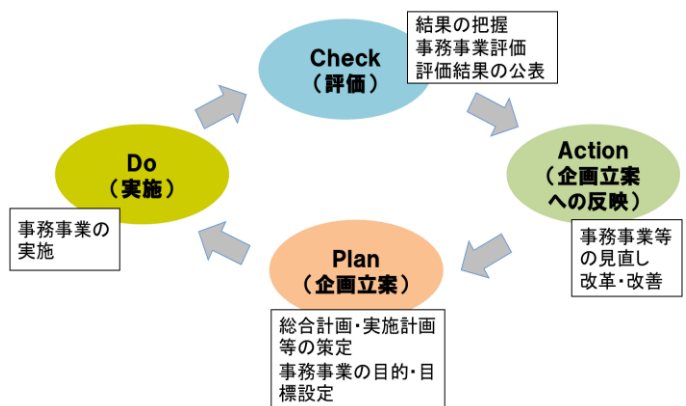 Check
（評価）
結果の把握
事務事業評価
評価結果の公表
Do
（実施）
事務事業の
実施
Action
（企画立案
への反映）
事務事業等
の見直し
改革・改善
Plan
（企画立案）
総合計画・実施計画
等の策定
事務事業の目的・目
標設定